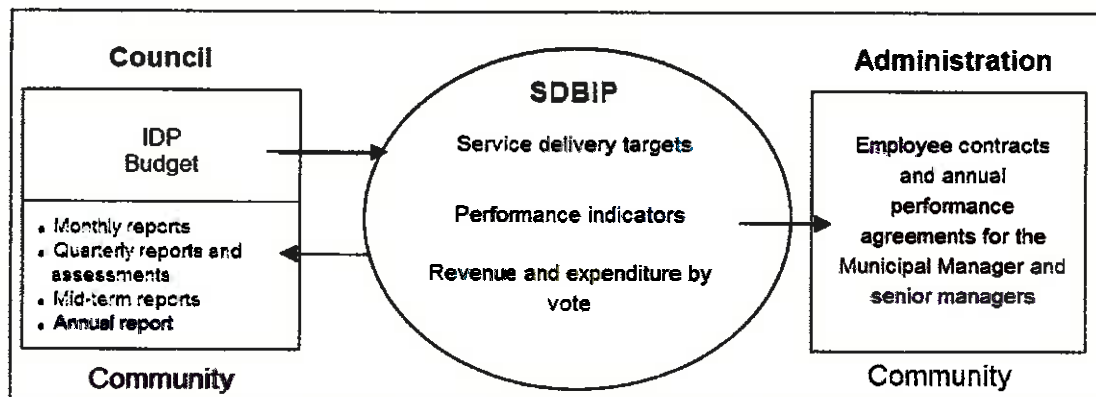 Council
IDP
Budget
• Monthly reports
• Quarterly reports and
assessments
• Mid-term reports
• Annual report
Community
SDBIP
Service delivery targets
Performance indicators
Revenue and expenditure by
vote
Administration
Employee contracts
and annual
performance
agreements for the
Municipal Manager and
senior managers
Community